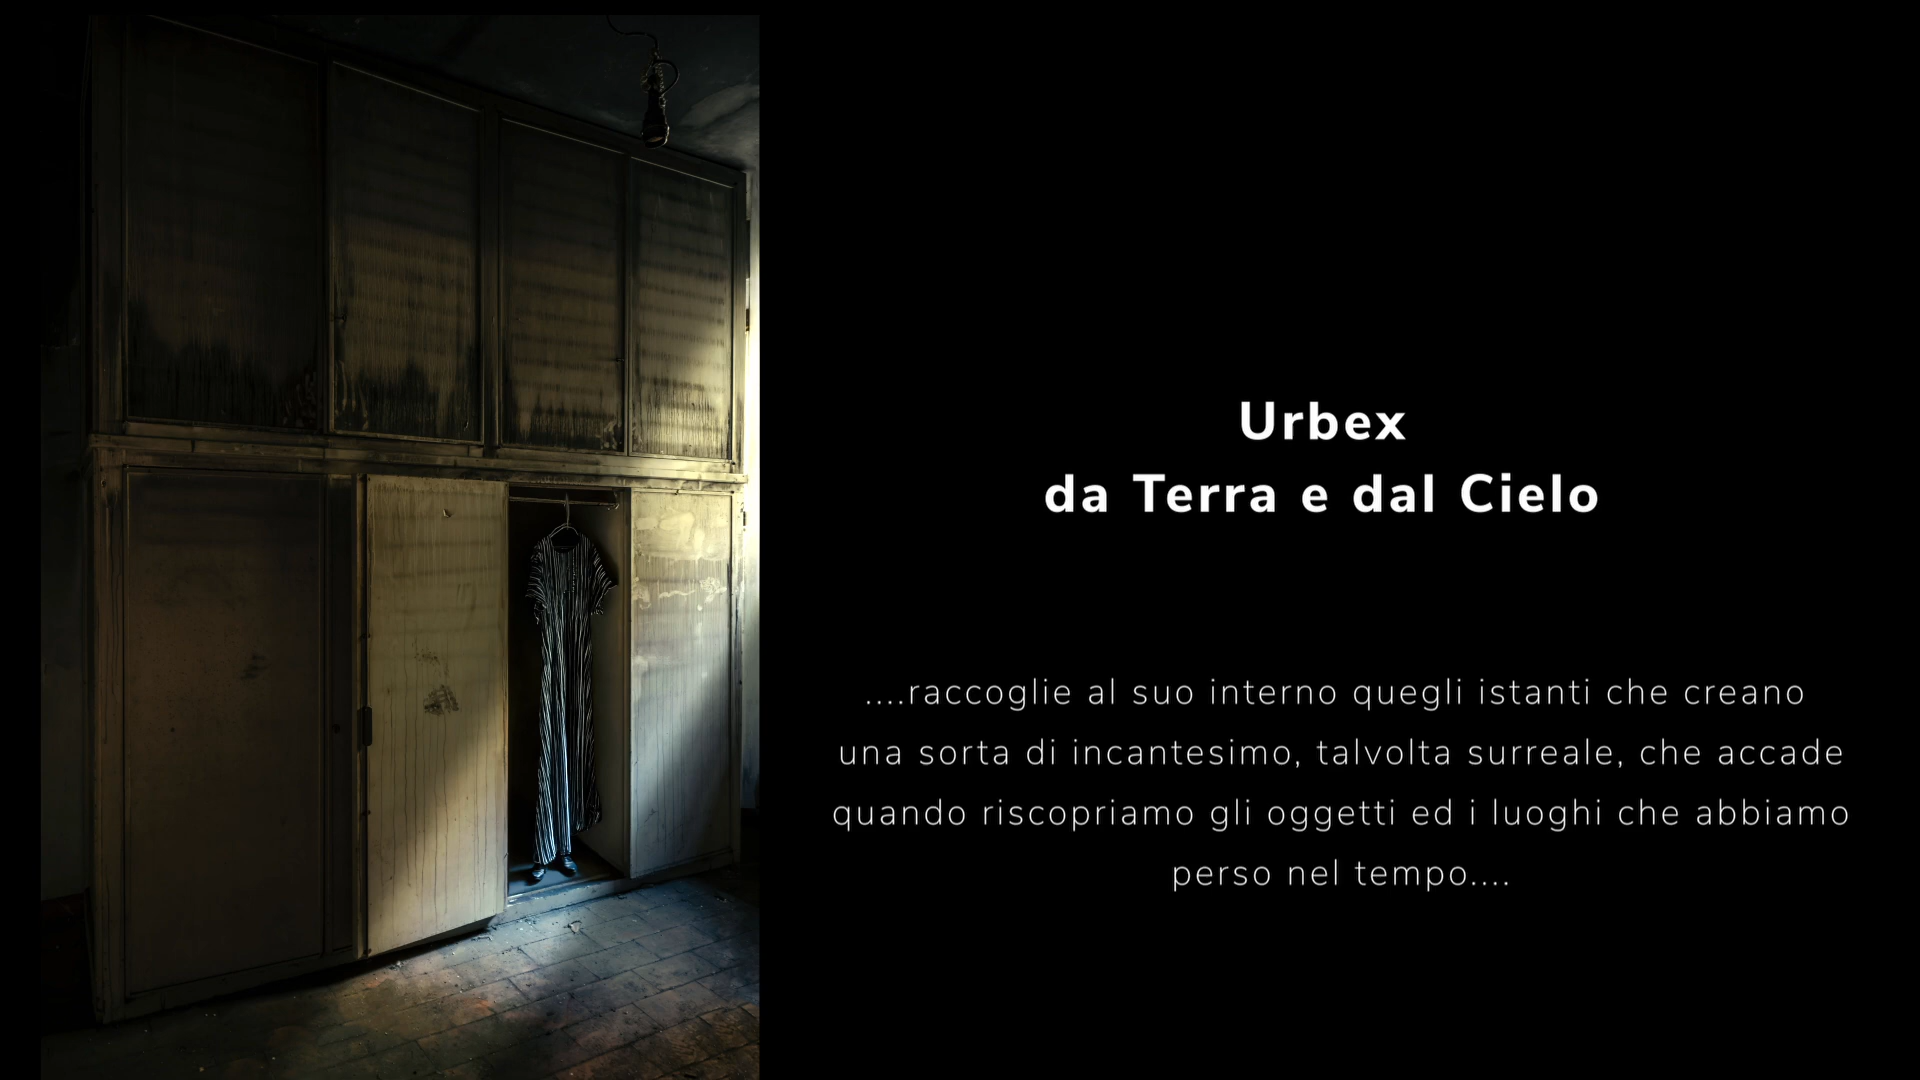 Urbex
da Terra e dal Cielo
....raccoglie al suo interno quegli istanti che creano
una sorta di incantesimo, talvolta surreale, che accade
quando riscopriamo gli oggetti ed i luoghi che abbiamo
perso nel tempo....